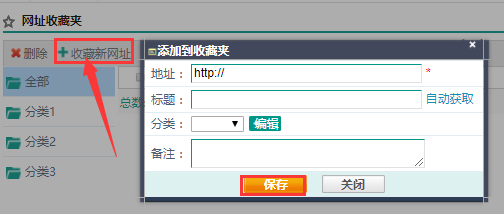 网址收藏夹
删除 收藏新网址
全部
总数
分类1
分类2
分类3
添加到收藏夹 ×
地址： http:// *
标题： 自动获取
分类： 编辑
备注：
保存 关闭